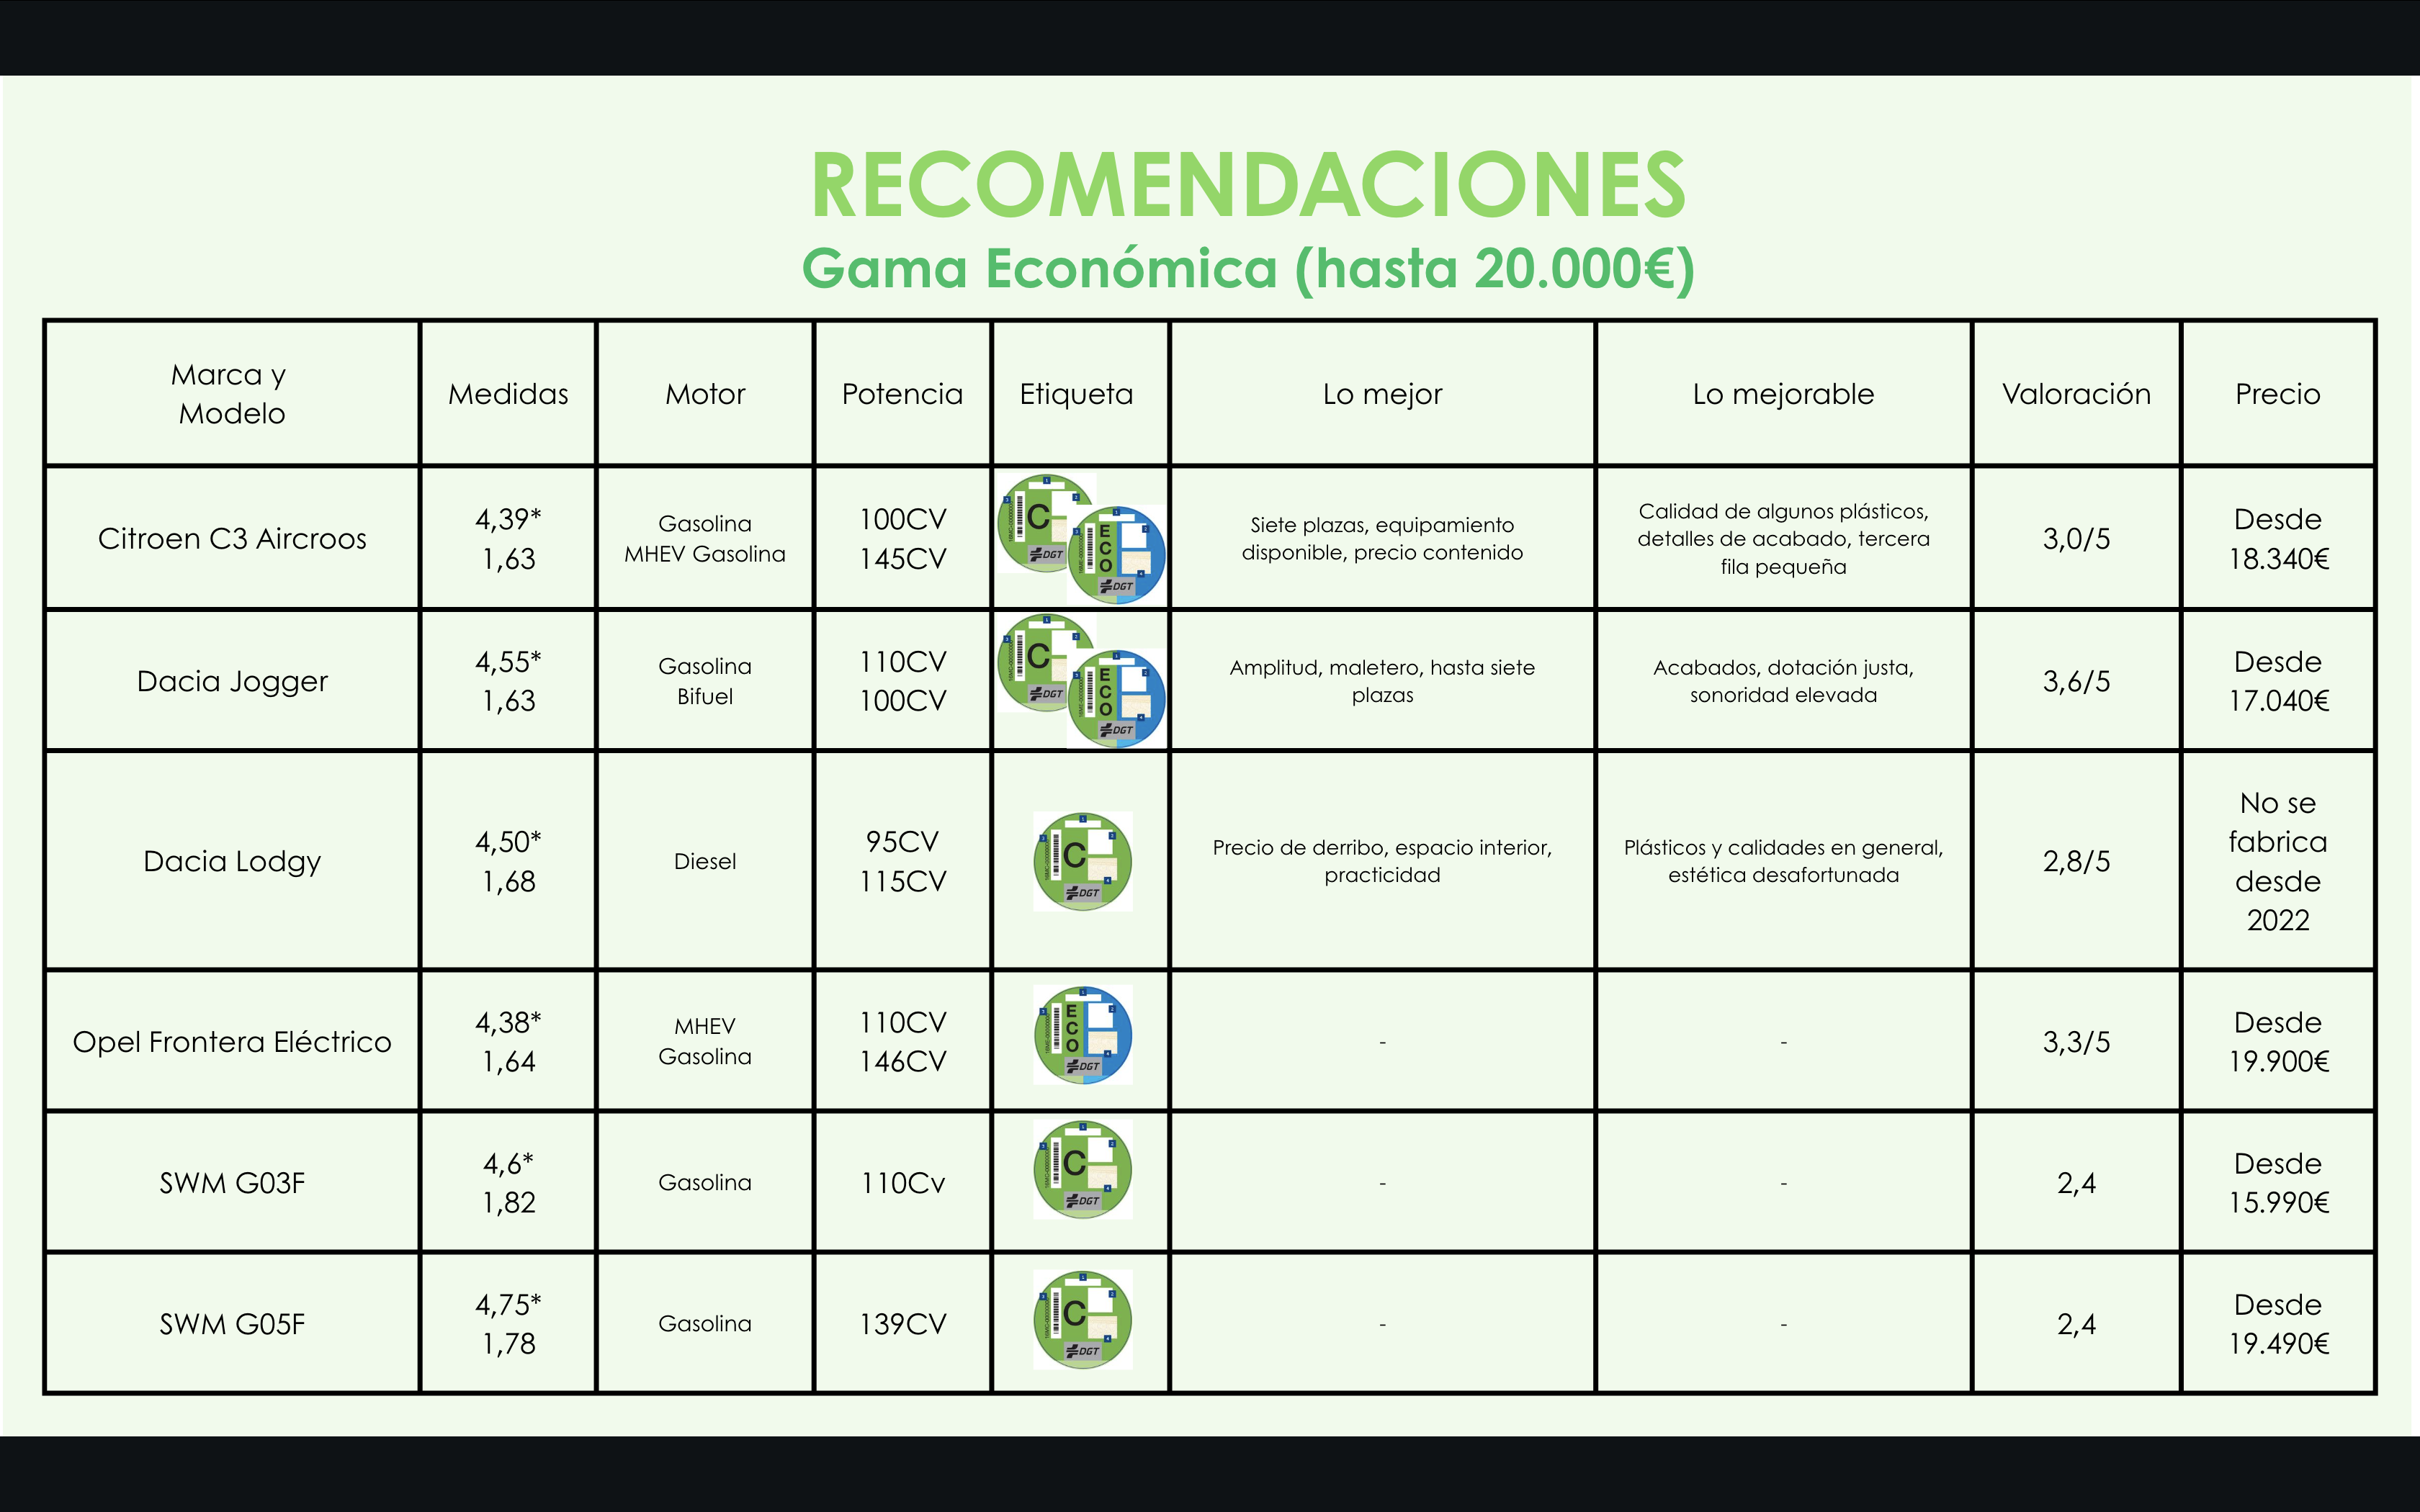 RECOMENDACIONES
Gama Económica (hasta 20.000€)
Marca y
Modelo
Medidas
Motor
Potencia
Etiqueta
Lo mejor
Lo mejorable
Valoración
Precio
Citroen C3 Aircroos
4,39*
1,63
Gasolina
MHEV Gasolina
100CV
145CV
C
DGT
ECO
DGT
Siete plazas, equipamiento
disponible, precio contenido
Calidad de algunos plásticos,
detalles de acabado, tercera
fila pequeña
3,0/5
Desde
18.340€
Dacia Jogger
4,55*
1,63
Gasolina
Bifuel
110CV
100CV
C
DGT
ECO
DGT
Amplitud, maletero, hasta siete
plazas
Acabados, dotación justa,
sonoridad elevada
3,6/5
Desde
17.040€
Dacia Lodgy
4,50*
1,68
Diesel
95CV
115CV
C
DGT
Precio de derribo, espacio interior,
practicidad
Plásticos y calidades en general,
estética desafortunada
2,8/5
No se
fabrica
desde
2022
Opel Frontera Eléctrico
4,38*
1,64
MHEV
Gasolina
110CV
146CV
ECO
DGT
-
-
3,3/5
Desde
19.900€
SWM G03F
4,6*
1,82
Gasolina
110Cv
C
DGT
-
-
2,4
Desde
15.990€
SWM G05F
4,75*
1,78
Gasolina
139CV
C
DGT
-
-
2,4
Desde
19.490€